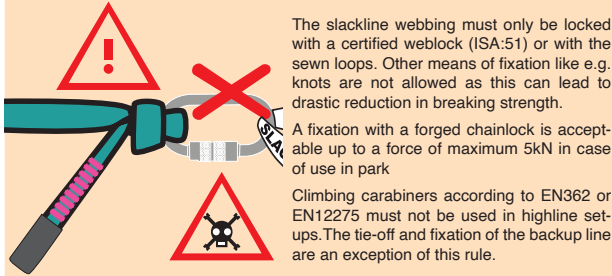 The slackline webbing must only be locked
with a certified weblock (ISA:51) or with the
sewn loops. Other means of fixation like e.g.
knots are not allowed as this can lead to
drastic reduction in breaking strength.
A fixation with a forged chainlock is accept-
able up to a force of maximum 5kN in case
of use in park
Climbing carabiners according to EN362 or
EN12275 must not be used in highline set-
ups.The tie-off and fixation of the backup line
are an exception of this rule.